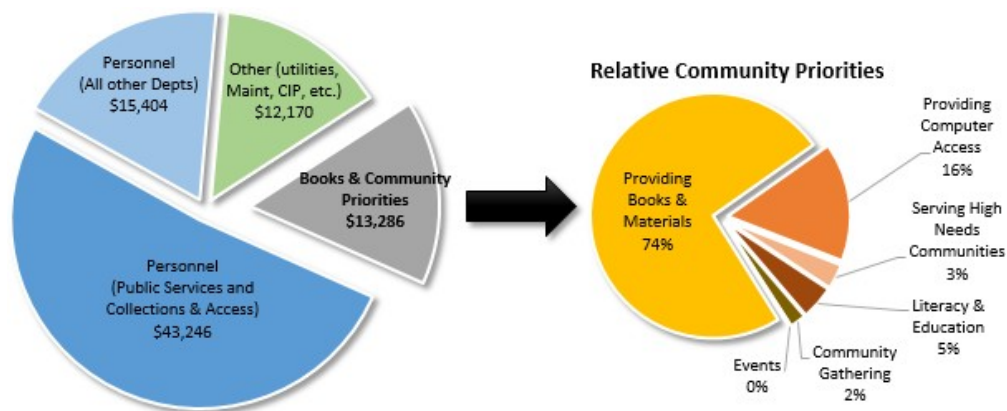 Personnel
(All other Depts)
$15,404
Other (utilities,
Maint, CIP, etc.)
$12,170
Books & Community
Priorities
$13,286
Personnel
(Public Services and
Collections & Access)
$43,246
Relative Community Priorities
Providing
Computer
Access
16%
Providing
Books &
Materials
74%
Serving High
Needs
Communities
3%
Literacy &
Education
5%
Community
Gathering
2%
Events
0%